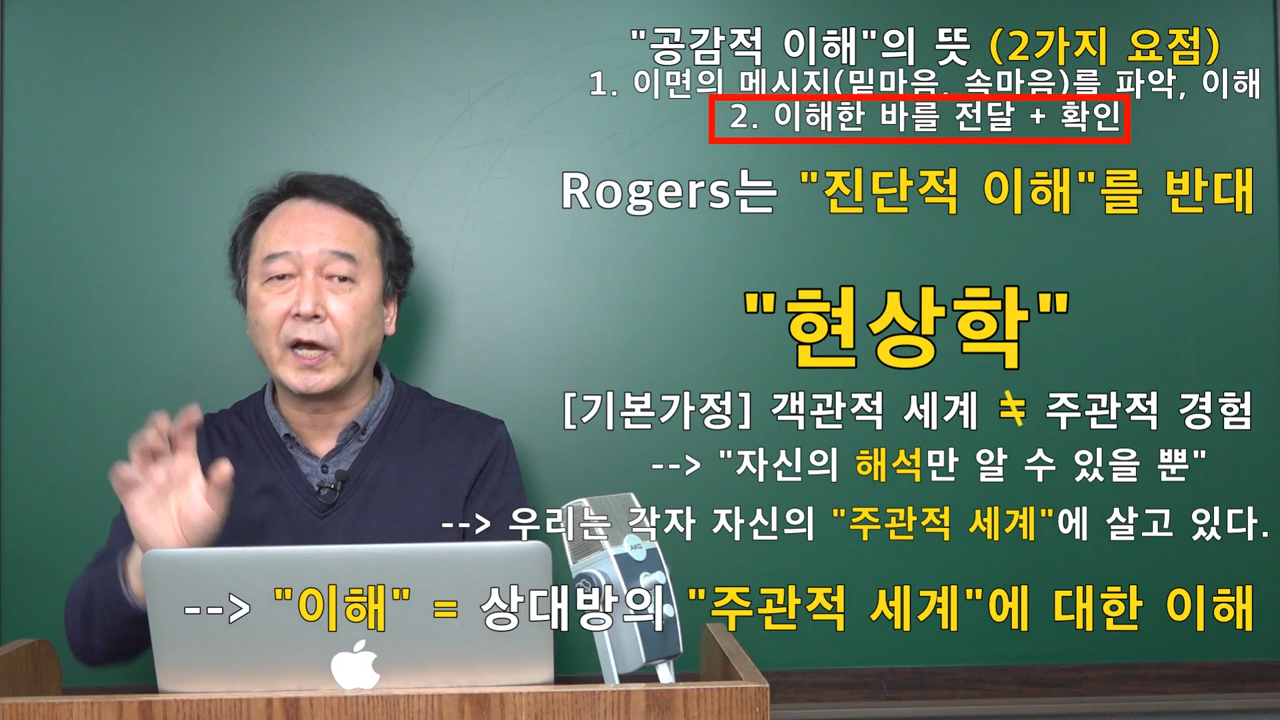 "공감적 이해"의 뜻 (2가지 요점)
1. 이면의 메시지(밑마음, 속마음)를 파악, 이해
2. 이해한 바를 전달 + 확인
Rogers는 "진단적 이해"를 반대
"현상학"
[기본가정] 객관적 세계 ≠ 주관적 경험
--> "자신의 해석만 알 수 있을 뿐"
--> 우리는 각자 자신의 "주관적 세계"에 살고 있다.
AKG
--> "이해" = 상대방의 "주관적 세계"에 대한 이해